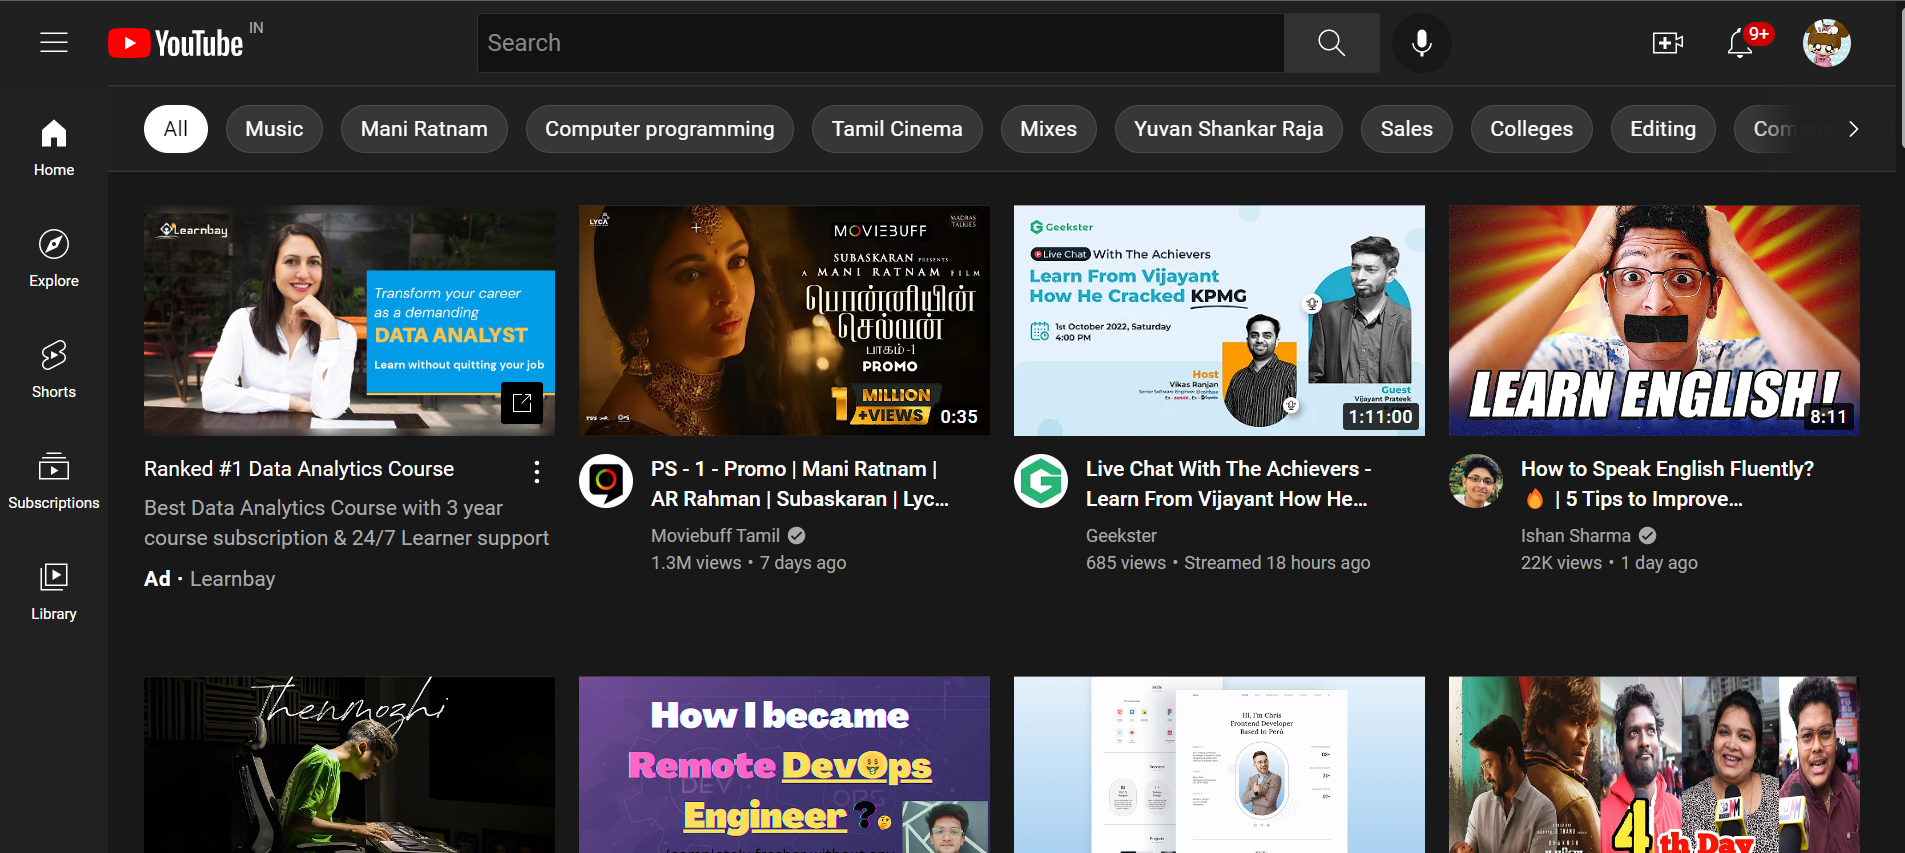 YouTube IN
Search
9+
Home
Explore
Shorts
Subscriptions
Library
All
Music
Mani Ratnam
Computer programming
Tamil Cinema
Mixes
Yuvan Shankar Raja
Sales
Colleges
Editing
Comedy
Learnbay
Transform your career
as a demanding
DATA ANALYST
Learn without quitting your job
Ranked #1 Data Analytics Course
Best Data Analytics Course with 3 year
course subscription & 24/7 Learner support
Ad • Learnbay
LYCA
MADRAS
TALKIES
MOVIEBUFF
SUBASKARAN PRESENTS
A MANI RATNAM FILM
பொன்னியின்
செல்வன்
பாகம்-1
PROMO
1 MILLION
+VIEWS
0:35
PS - 1 - Promo | Mani Ratnam |
AR Rahman | Subaskaran | Lyc...
Moviebuff Tamil
1.3M views • 7 days ago
Geekster
Live Chat With The Achievers
Learn From Vijayant
How He Cracked KPMG
1st October 2022, Saturday
4:00 PM
Host
Vikas Ranjan
Guest
Vijayant Prateek
1:11:00
Live Chat With The Achievers -
Learn From Vijayant How He...
Geekster
685 views • Streamed 18 hours ago
LEARN ENGLISH!
8:11
How to Speak English Fluently?
🔥 | 5 Tips to Improve...
Ishan Sharma
22K views • 1 day ago
Thenmozhi
How I became
Remote DevOps
Engineer ?
DEV
OPS
Skills
Services
Projects
Hi, I'm Chris
Frontend Developer
Based In Perú
4th Day